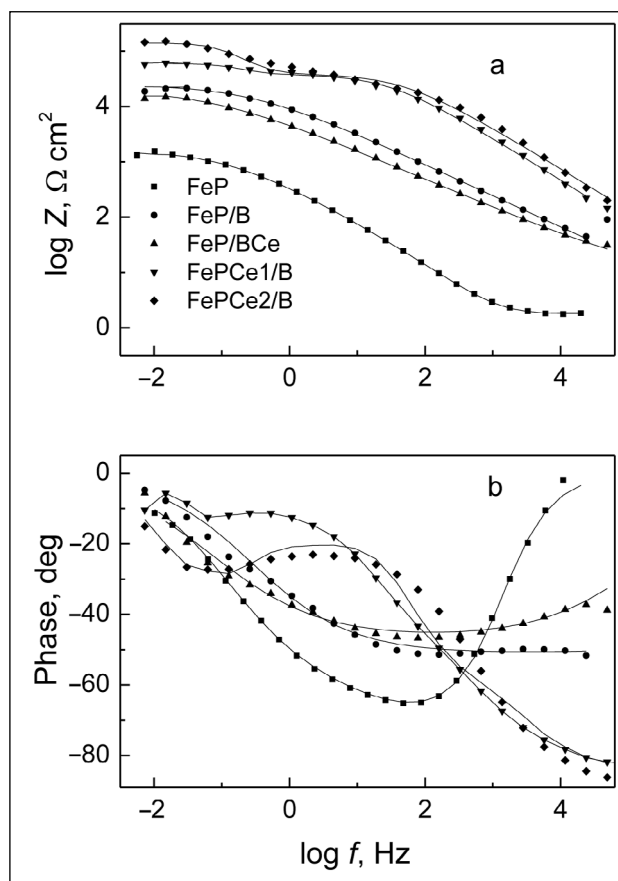 a
4
2
0
log Z, Ω cm²
FeP
FeP/B
FeP/BCe
FePCe1/B
FePCe2/B
−2 0 2 4
b
0
−20
−40
−60
−80
Phase, deg
−2 0 2 4
log f, Hz